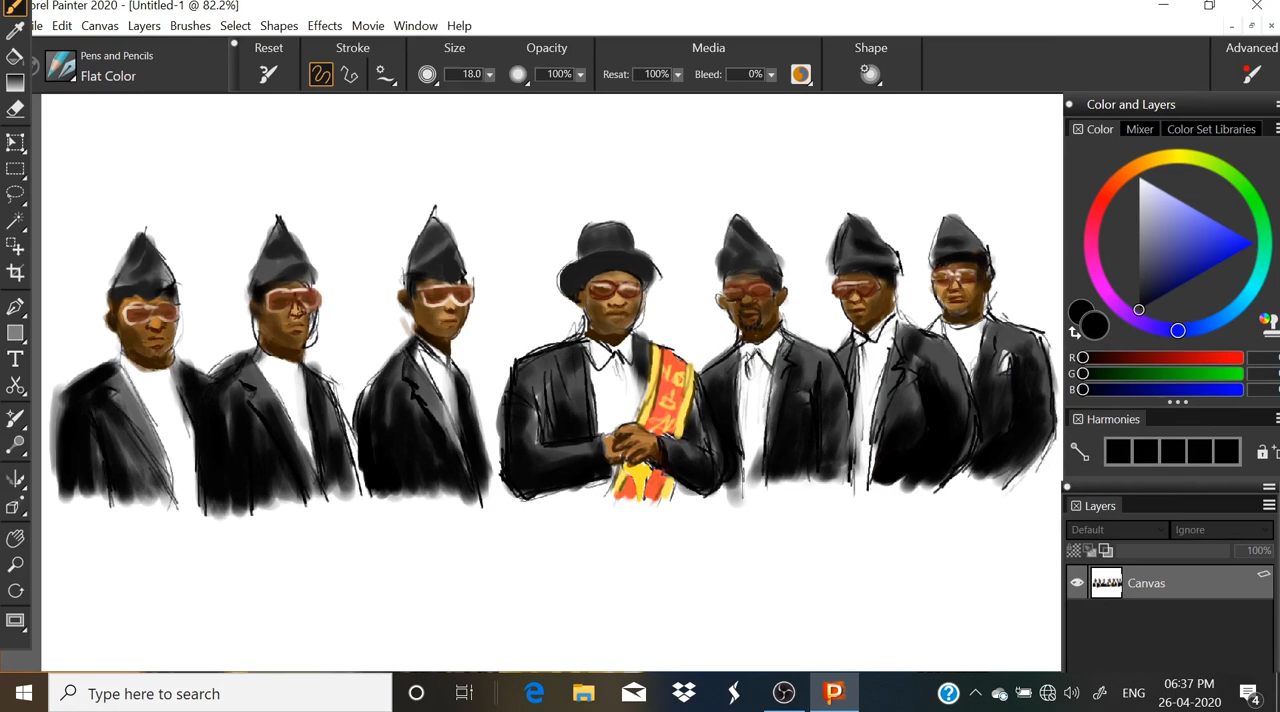 orel Painter 2020 - [Untitled-1 @ 82.2%]
ile Edit Canvas Layers Brushes Select Shapes Effects Movie Window Help
Pens and Pencils
Flat Color
Reset
Stroke
Size
18.0
Opacity
100%
Media
Resat: 100% Bleed: 0%
Shape
Advanced
Color and Layers
Color Mixer Color Set Libraries
R
G
B
Harmonies
Layers
Default Ignore
100%
Canvas
Type here to search
ENG
06:37 PM
26-04-2020
4